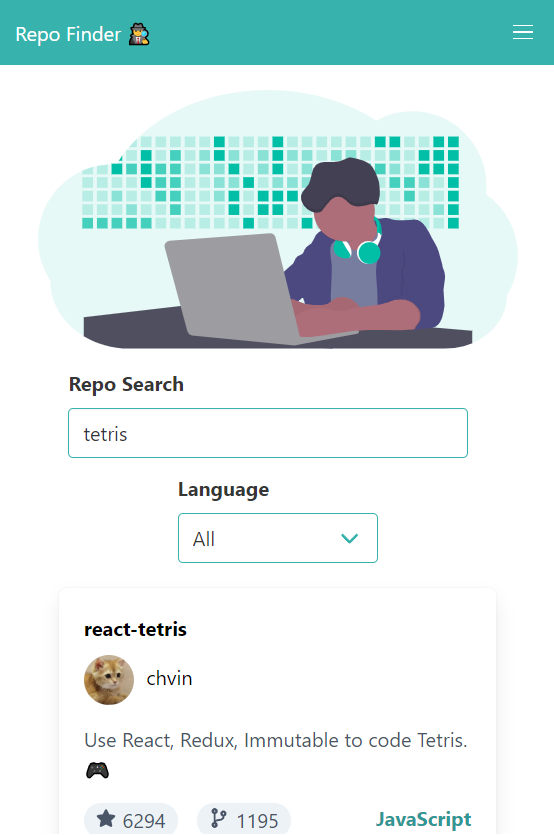 Repo Finder 🕵️
Repo Search
tetris
Language
All
react-tetris
chvin
Use React, Redux, Immutable to code Tetris.
🎮
6294
1195
JavaScript